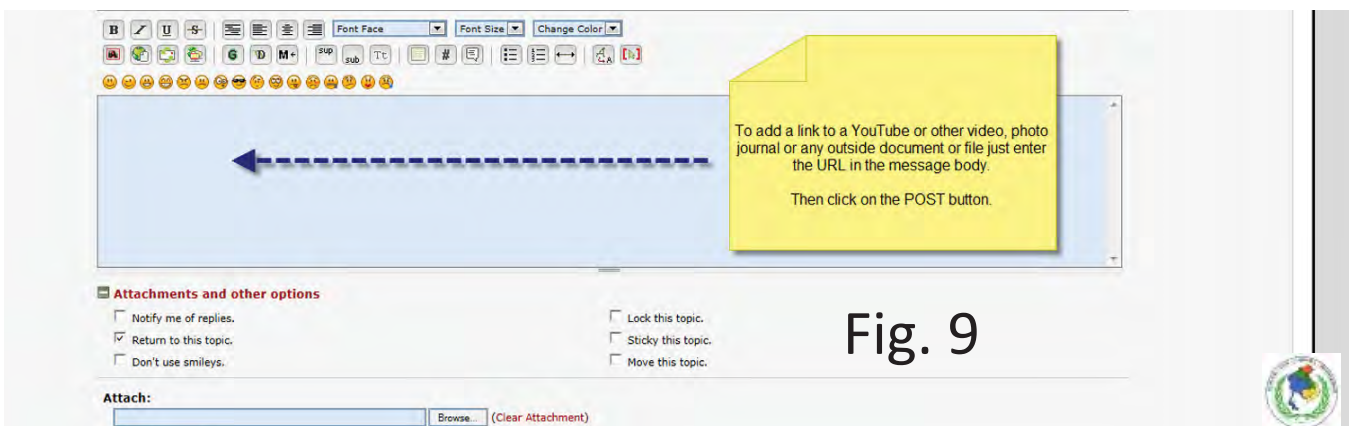 B I U S Font Face Font Size Change Color
G D M+ sup sub Tt #
To add a link to a YouTube or other video, photo
journal or any outside document or file just enter
the URL in the message body.
Then click on the POST button.
Attachments and other options
Notify me of replies.
Lock this topic.
Return to this topic.
Sticky this topic.
Don't use smileys.
Move this topic.
Fig. 9
Attach:
Browse... (Clear Attachment)